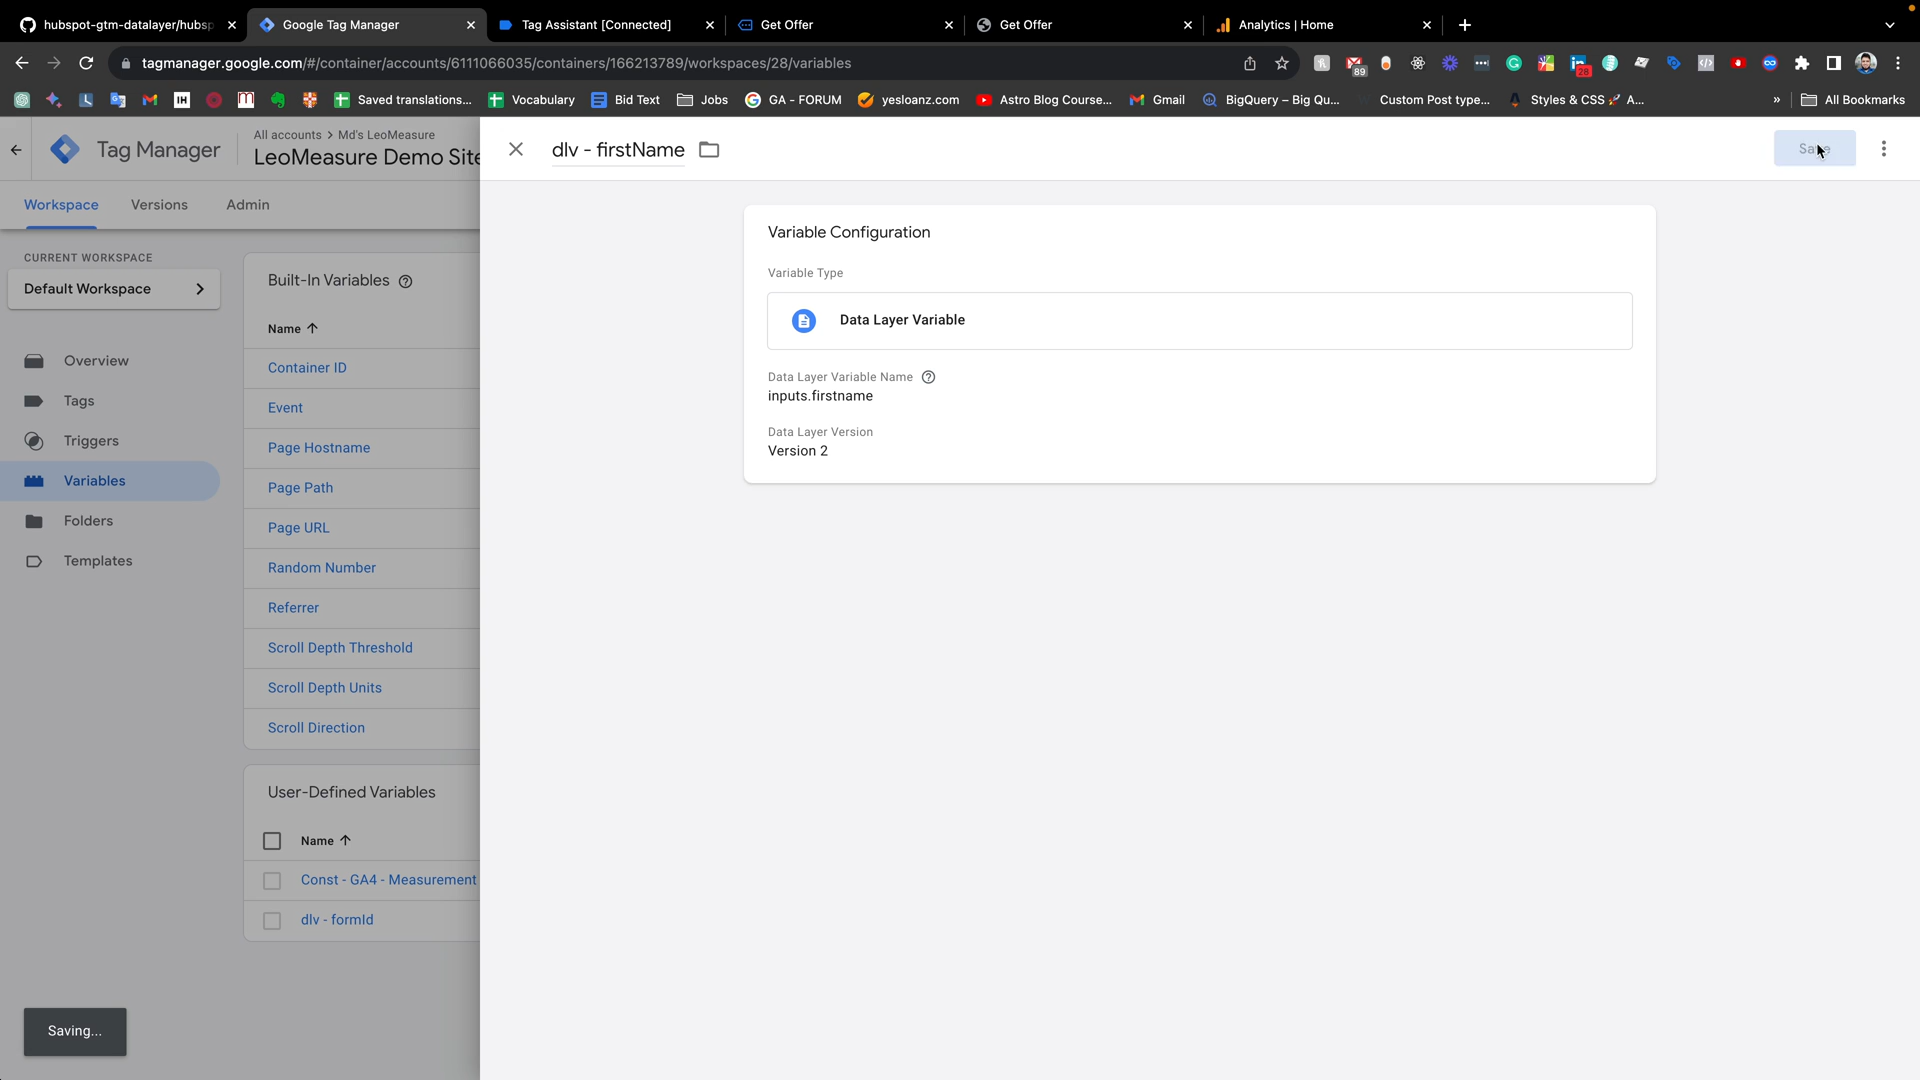 hubspot-gtm-datalayer/hubsp
Google Tag Manager
Tag Assistant [Connected]
Get Offer
Get Offer
Analytics | Home
tagmanager.google.com/#/container/accounts/6111066035/containers/166213789/workspaces/28/variables
89
28
IH
Saved translations...
Vocabulary
Bid Text
Jobs
GA - FORUM
yesloanz.com
Astro Blog Course...
Gmail
BigQuery – Big Qu...
Custom Post type...
Styles & CSS 🚀 A...
»
All Bookmarks
Tag Manager
All accounts > Md's LeoMeasure
LeoMeasure Demo Site
dlv - firstName
Save
Workspace
Versions
Admin
CURRENT WORKSPACE
Default Workspace
Overview
Tags
Triggers
Variables
Folders
Templates
Built-In Variables
Name
Container ID
Event
Page Hostname
Page Path
Page URL
Random Number
Referrer
Scroll Depth Threshold
Scroll Depth Units
Scroll Direction
User-Defined Variables
Name
Const - GA4 - Measurement
dlv - formId
Variable Configuration
Variable Type
Data Layer Variable
Data Layer Variable Name
inputs.firstname
Data Layer Version
Version 2
Saving...